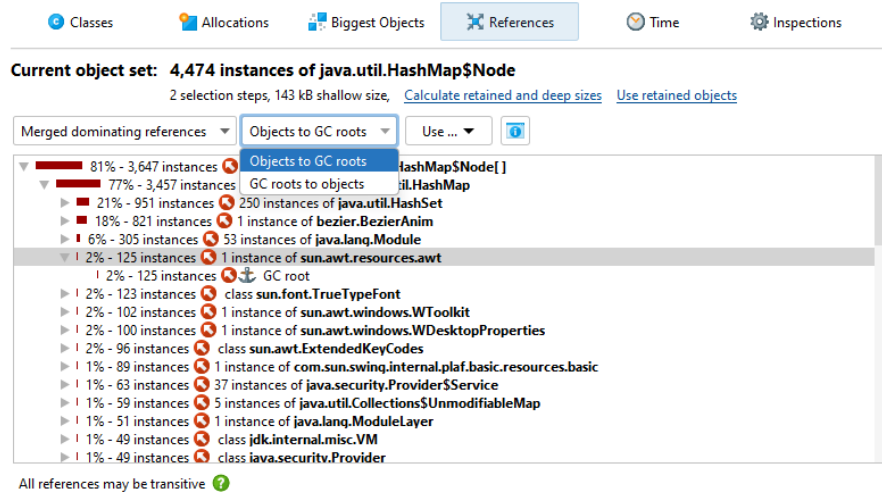 Classes Allocations Biggest Objects References Time Inspections
Current object set: 4,474 instances of java.util.HashMap$Node
2 selection steps, 143 kB shallow size, Calculate retained and deep sizes Use retained objects
Merged dominating references Objects to GC roots Use ...
Objects to GC roots
GC roots to objects
81% - 3,647 instances HashMap$Node[ ]
77% - 3,457 instances til.HashMap
21% - 951 instances 250 instances of java.util.HashSet
18% - 821 instances 1 instance of bezier.BezierAnim
6% - 305 instances 53 instances of java.lang.Module
2% - 125 instances 1 instance of sun.awt.resources.awt
2% - 125 instances GC root
2% - 123 instances class sun.font.TrueTypeFont
2% - 102 instances 1 instance of sun.awt.windows.WToolkit
2% - 100 instances 1 instance of sun.awt.windows.WDesktopProperties
2% - 96 instances class sun.awt.ExtendedKeyCodes
1% - 89 instances 1 instance of com.sun.swing.internal.plaf.basic.resources.basic
1% - 63 instances 37 instances of java.security.Provider$Service
1% - 59 instances 5 instances of java.util.Collections$UnmodifiableMap
1% - 51 instances 1 instance of java.lang.ModuleLayer
1% - 49 instances class jdk.internal.misc.VM
1% - 49 instances class java.security.Provider
All references may be transitive ?